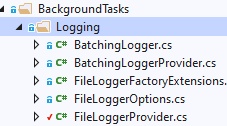 BackgroundTasks
Logging
C# BatchingLogger.cs
C# BatchingLoggerProvider.cs
C# FileLoggerFactoryExtensions.
C# FileLoggerOptions.cs
C# FileLoggerProvider.cs